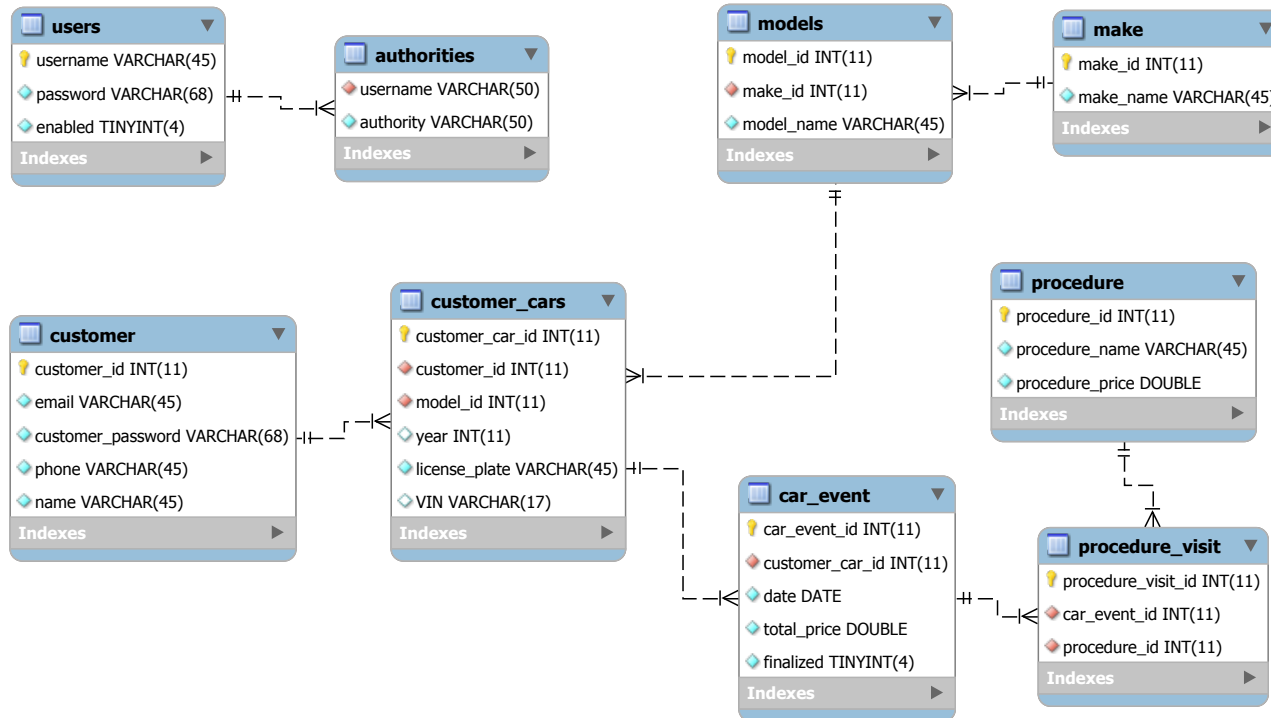 users
username VARCHAR(45)
password VARCHAR(68)
enabled TINYINT(4)
Indexes
authorities
username VARCHAR(50)
authority VARCHAR(50)
Indexes
models
model_id INT(11)
make_id INT(11)
model_name VARCHAR(45)
Indexes
make
make_id INT(11)
make_name VARCHAR(45)
Indexes
customer
customer_id INT(11)
email VARCHAR(45)
customer_password VARCHAR(68)
phone VARCHAR(45)
name VARCHAR(45)
Indexes
customer_cars
customer_car_id INT(11)
customer_id INT(11)
model_id INT(11)
year INT(11)
license_plate VARCHAR(45)
VIN VARCHAR(17)
Indexes
procedure
procedure_id INT(11)
procedure_name VARCHAR(45)
procedure_price DOUBLE
Indexes
car_event
car_event_id INT(11)
customer_car_id INT(11)
date DATE
total_price DOUBLE
finalized TINYINT(4)
Indexes
procedure_visit
procedure_visit_id INT(11)
car_event_id INT(11)
procedure_id INT(11)
Indexes